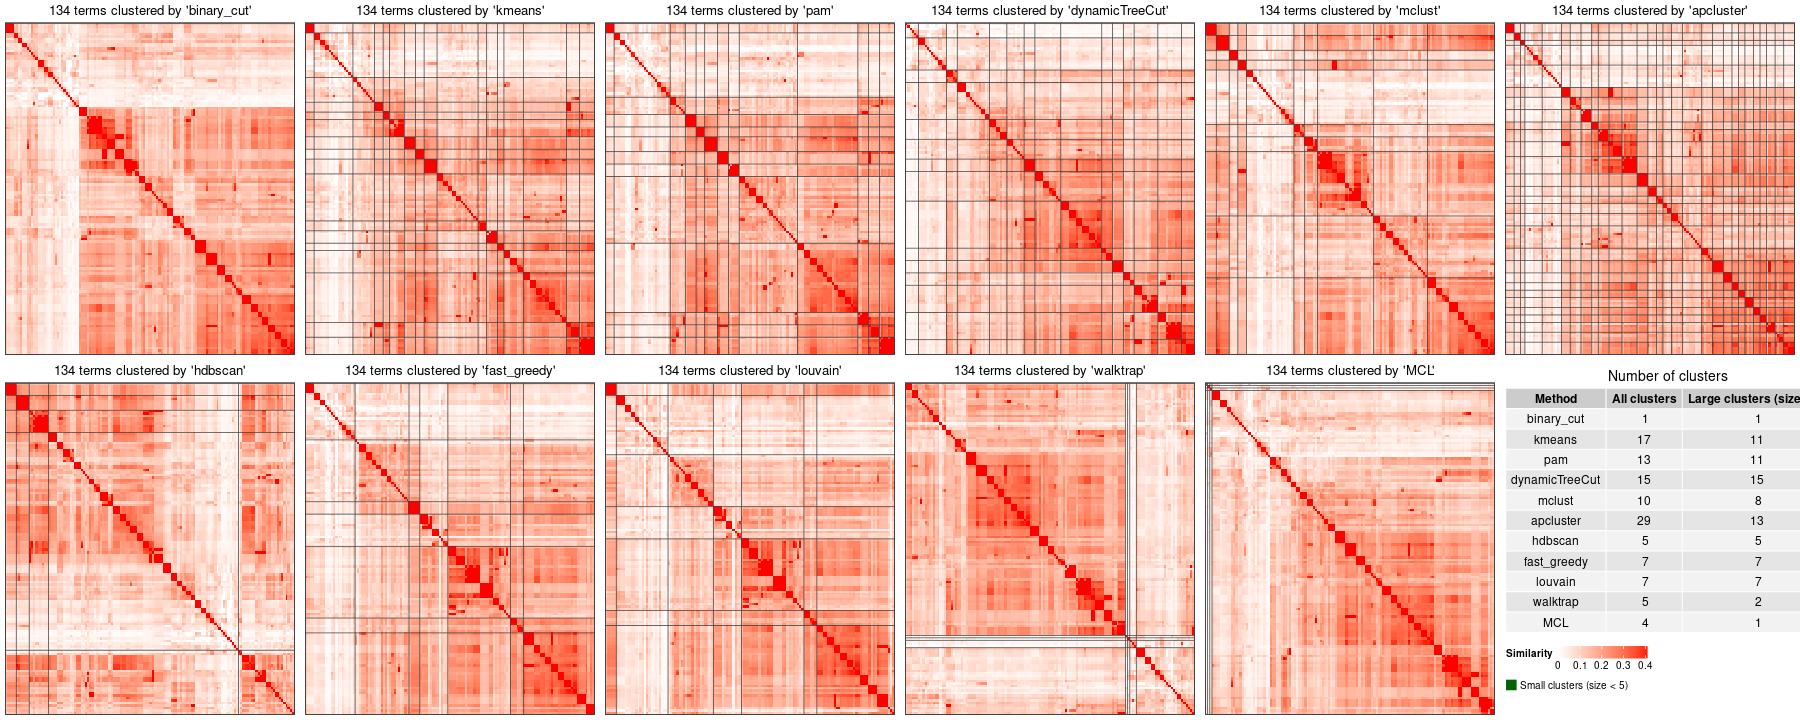 134 terms clustered by 'binary_cut'
134 terms clustered by 'kmeans'
134 terms clustered by 'pam'
134 terms clustered by 'dynamicTreeCut'
134 terms clustered by 'mclust'
134 terms clustered by 'apcluster'
134 terms clustered by 'hdbscan'
134 terms clustered by 'fast_greedy'
134 terms clustered by 'louvain'
134 terms clustered by 'walktrap'
134 terms clustered by 'MCL'
Number of clusters
Method All clusters Large clusters (size
binary_cut 1 1
kmeans 17 11
pam 13 11
dynamicTreeCut 15 15
mclust 10 8
apcluster 29 13
hdbscan 5 5
fast_greedy 7 7
louvain 7 7
walktrap 5 2
MCL 4 1
Similarity
0 0.1 0.2 0.3 0.4
Small clusters (size < 5)